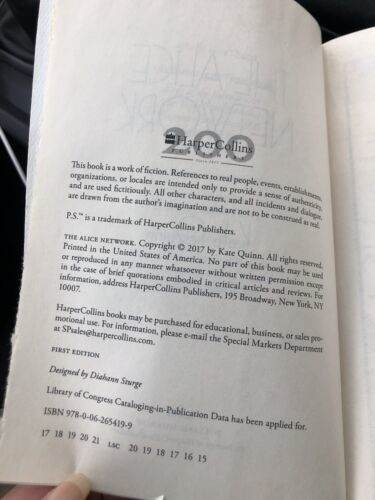 THE ALICE
NETWORK
200
HarperCollins
PUBLISHERS
Since 1817
This book is a work of fiction. References to real people, events, establishments,
organizations, or locales are intended only to provide a sense of authenticity,
and are used fictitiously. All other characters, and all incidents and dialogue,
are drawn from the author's imagination and are not to be construed as real.
P.S.™ is a trademark of HarperCollins Publishers.
THE ALICE NETWORK. Copyright © 2017 by Kate Quinn. All rights reserved.
Printed in the United States of America. No part of this book may be used
or reproduced in any manner whatsoever without written permission except
in the case of brief quotations embodied in critical articles and reviews. For
information, address HarperCollins Publishers, 195 Broadway, New York, NY
10007.
HarperCollins books may be purchased for educational, business, or sales pro-
motional use. For information, please e-mail the Special Markets Department
at SPsales@harpercollins.com.
FIRST EDITION
Designed by Diahann Sturge
Library of Congress Cataloging-in-Publication Data has been applied for.
ISBN 978-0-06-265419-9
17 18 19 20 21 LSC 20 19 18 17 16 15